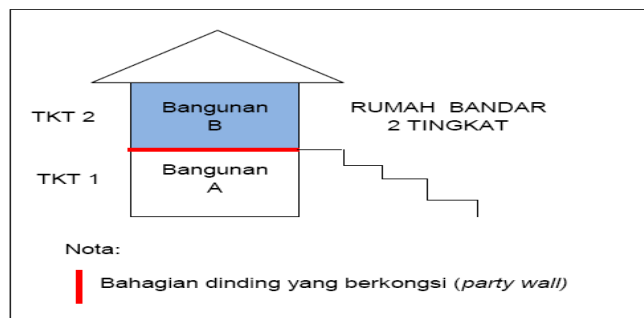 TKT 2
Bangunan
B
RUMAH BANDAR
2 TINGKAT
TKT 1
Bangunan
A
Nota:
Bahagian dinding yang berkongsi (party wall)